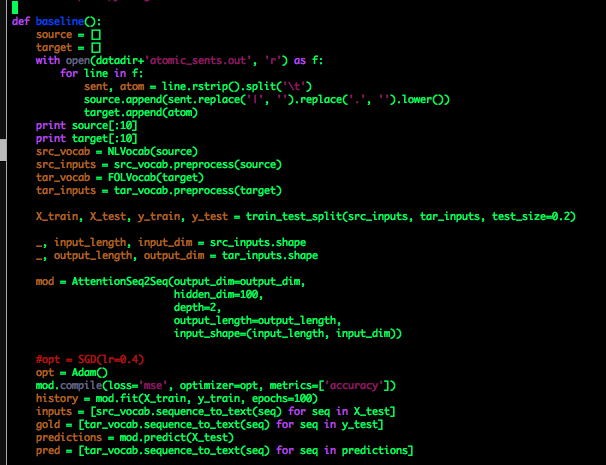 def baseline():
    source = []
    target = []
    with open(datadir+'atomic_sents.out', 'r') as f:
        for line in f:
            sent, atom = line.rstrip().split('\t')
            source.append(sent.replace('|', '').replace('.', '').lower())
            target.append(atom)
    print source[:10]
    print target[:10]
    src_vocab = NLVocab(source)
    src_inputs = src_vocab.preprocess(source)
    tar_vocab = FOLVocab(target)
    tar_inputs = tar_vocab.preprocess(target)

    X_train, X_test, y_train, y_test = train_test_split(src_inputs, tar_inputs, test_size=0.2)

    _, input_length, input_dim = src_inputs.shape
    _, output_length, output_dim = tar_inputs.shape

    mod = AttentionSeq2Seq(output_dim=output_dim,
                           hidden_dim=100,
                           depth=2,
                           output_length=output_length,
                           input_shape=(input_length, input_dim))

    #opt = SGD(lr=0.4)
    opt = Adam()
    mod.compile(loss='mse', optimizer=opt, metrics=['accuracy'])
    history = mod.fit(X_train, y_train, epochs=100)
    inputs = [src_vocab.sequence_to_text(seq) for seq in X_test]
    gold = [tar_vocab.sequence_to_text(seq) for seq in y_test]
    predictions = mod.predict(X_test)
    pred = [tar_vocab.sequence_to_text(seq) for seq in predictions]